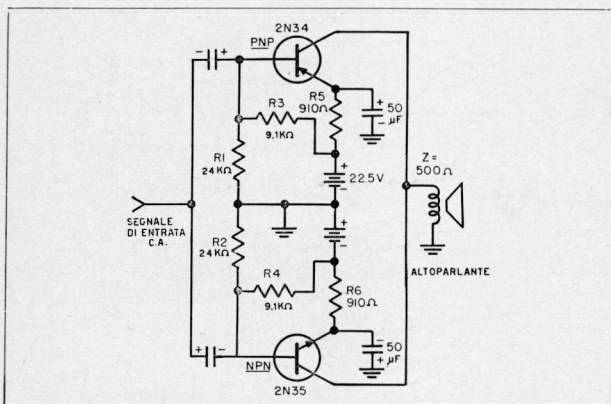 2N34
PNP
- +
R5
910Ω
+
50
-
µF
R3
9.1KΩ
Z=
500Ω
R1
24KΩ
+
22.5V
-
SEGNALE
DI ENTRATA
C.A.
R2
24KΩ
+
-
ALTOPARLANTE
R4
9.1KΩ
R6
910Ω
-
50
+
µF
+ -
NPN
2N35